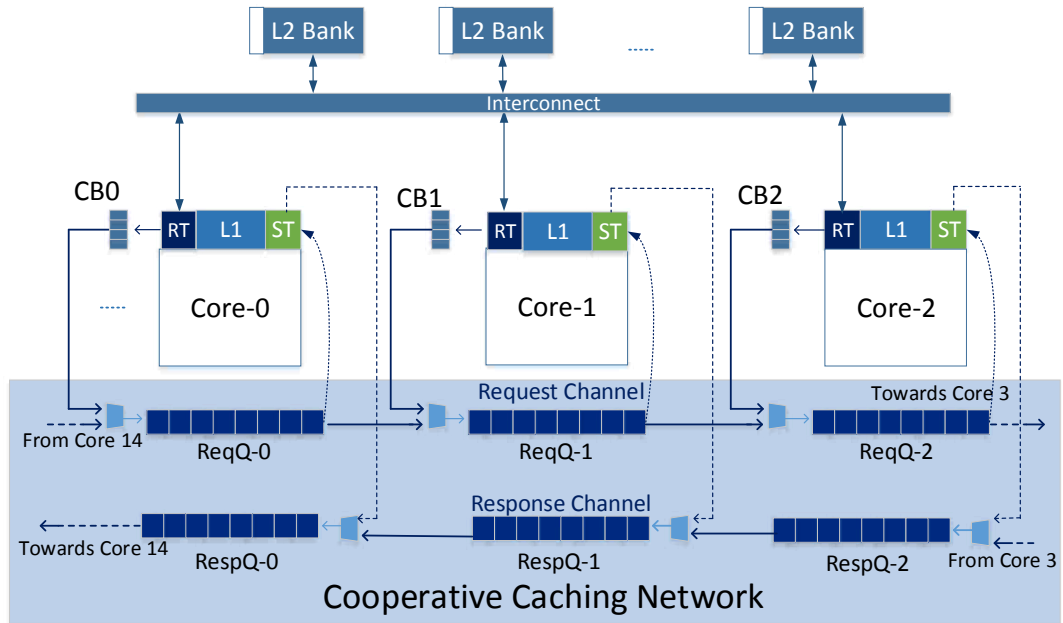 L2 Bank L2 Bank ..... L2 Bank
Interconnect
CB0 CB1 CB2
RT L1 ST RT L1 ST RT L1 ST
Core-0 Core-1 Core-2
.....
Request Channel Towards Core 3
From Core 14
ReqQ-0 ReqQ-1 ReqQ-2
Response Channel
Towards Core 14 From Core 3
RespQ-0 RespQ-1 RespQ-2
Cooperative Caching Network